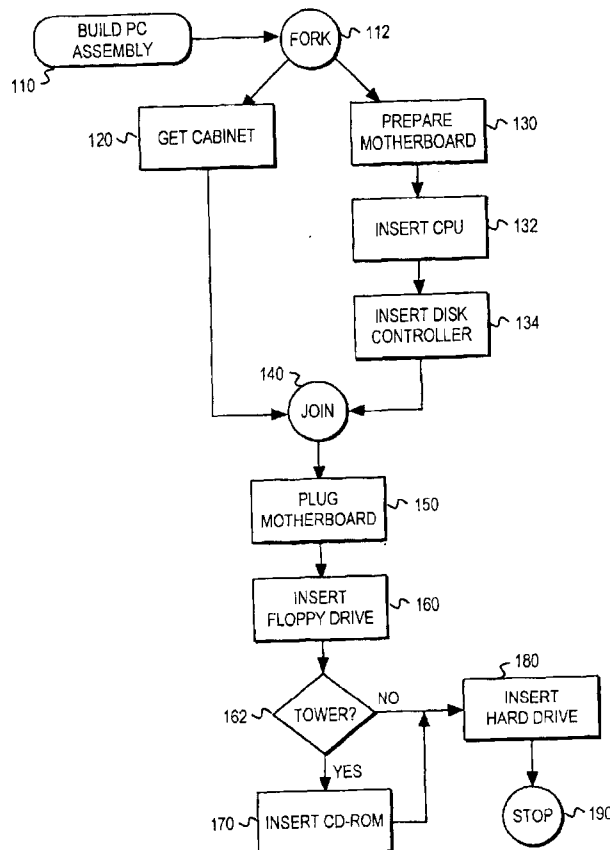 BUILD PC
ASSEMBLY
110
FORK
112
120
GET CABINET
PREPARE
MOTHERBOARD
130
INSERT CPU
132
INSERT DISK
CONTROLLER
134
140
JOIN
PLUG
MOTHERBOARD
150
INSERT
FLOPPY DRIVE
160
162
TOWER?
NO
YES
180
INSERT
HARD DRIVE
170
INSERT CD-ROM
STOP
190